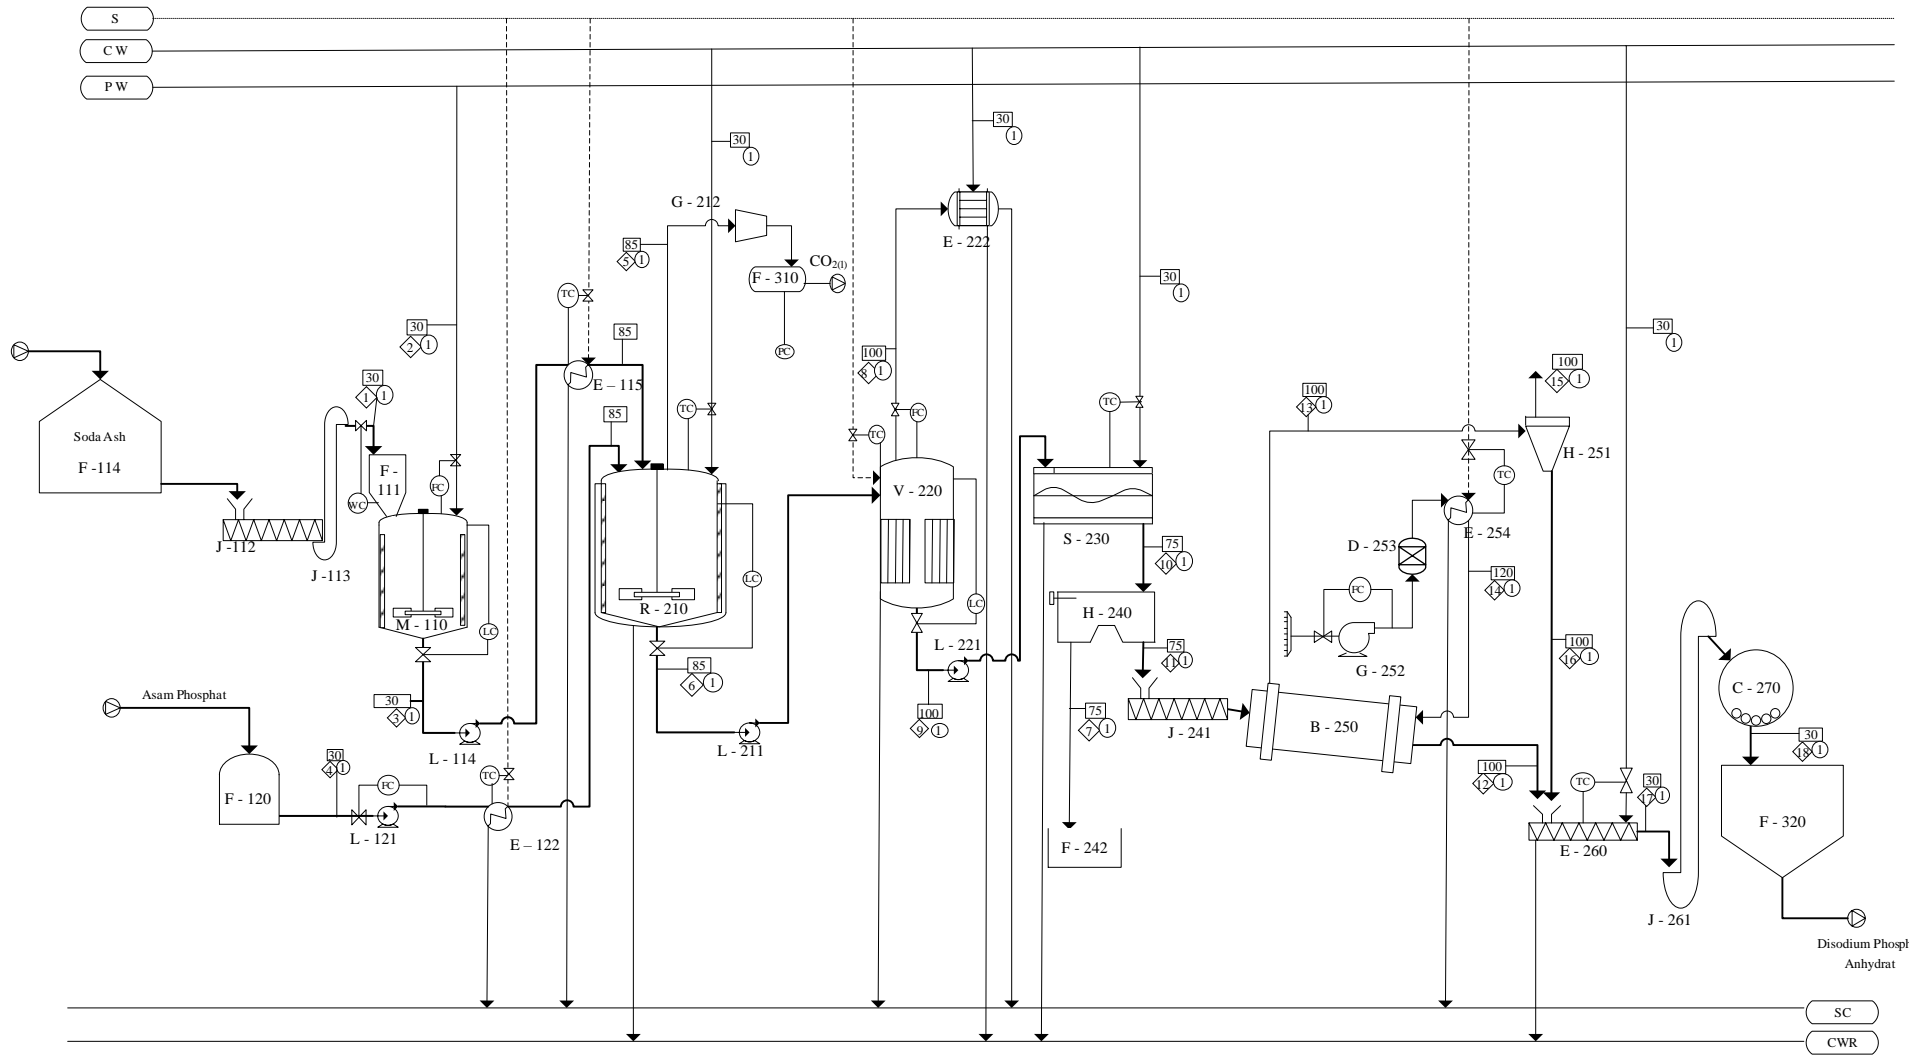 S
C W
P W
30
1
30
1
G - 212
85
5
1
E - 222
CO2(l)
F - 310
PC
30
1
TC
30
2
1
85
E – 115
30
1
100
8
1
100
15
1
30
1
1
Soda Ash
F -114
F -
111
WC
FC
J -112
J -113
M - 110
LC
85
TC
R - 210
LC
FC
TC
V - 220
LC
L - 221
TC
S - 230
75
10
1
H - 240
75
11
1
100
13
1
H - 251
TC
E - 254
D - 253
FC
G - 252
120
14
1
100
16
1
30
3
1
L - 114
85
6
1
L - 211
100
9
1
75
7
1
J - 241
B - 250
C - 270
30
18
1
Asam Phosphat
F - 120
30
4
1
FC
L - 121
TC
E – 122
F - 242
100
12
1
TC
30
17
1
E - 260
F - 320
J - 261
Disodium Phosph
Anhydrat
SC
CWR